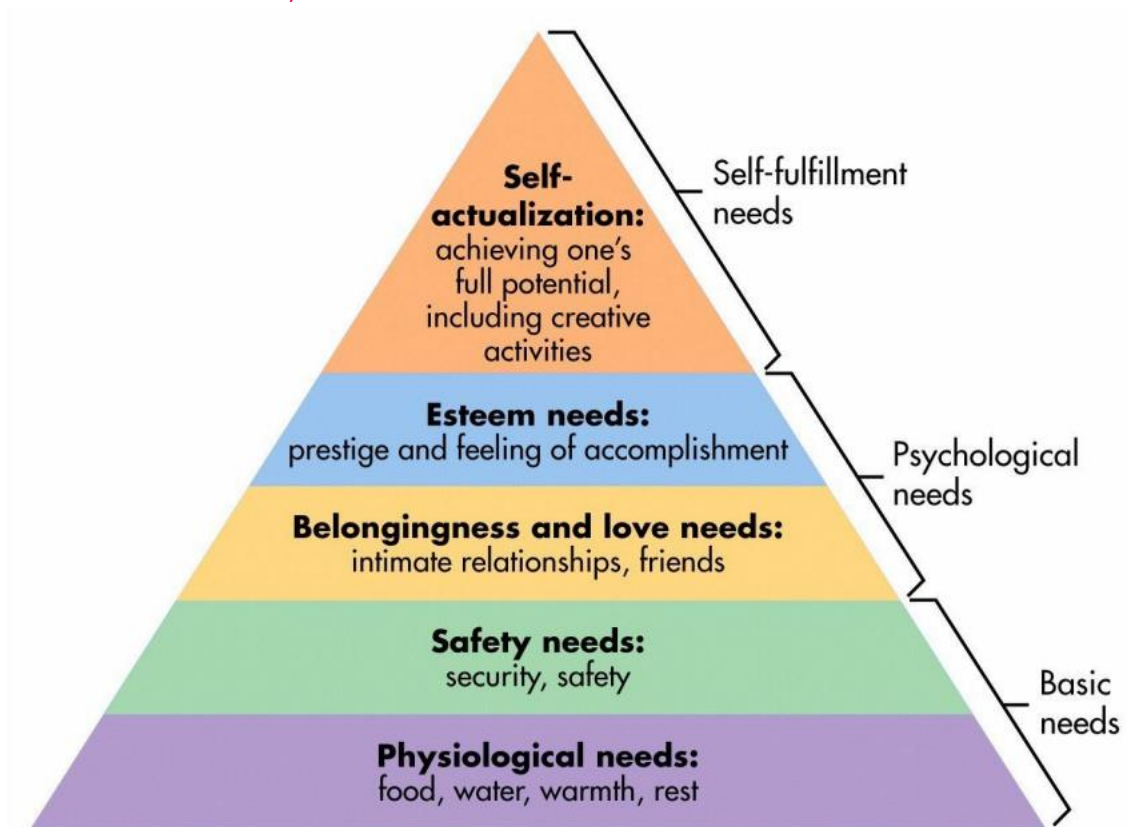 Self-
actualization:
achieving one's
full potential,
including creative
activities
Self-fulfillment
needs
Esteem needs:
prestige and feeling of accomplishment
Belongingness and love needs:
intimate relationships, friends
Psychological
needs
Safety needs:
security, safety
Physiological needs:
food, water, warmth, rest
Basic
needs